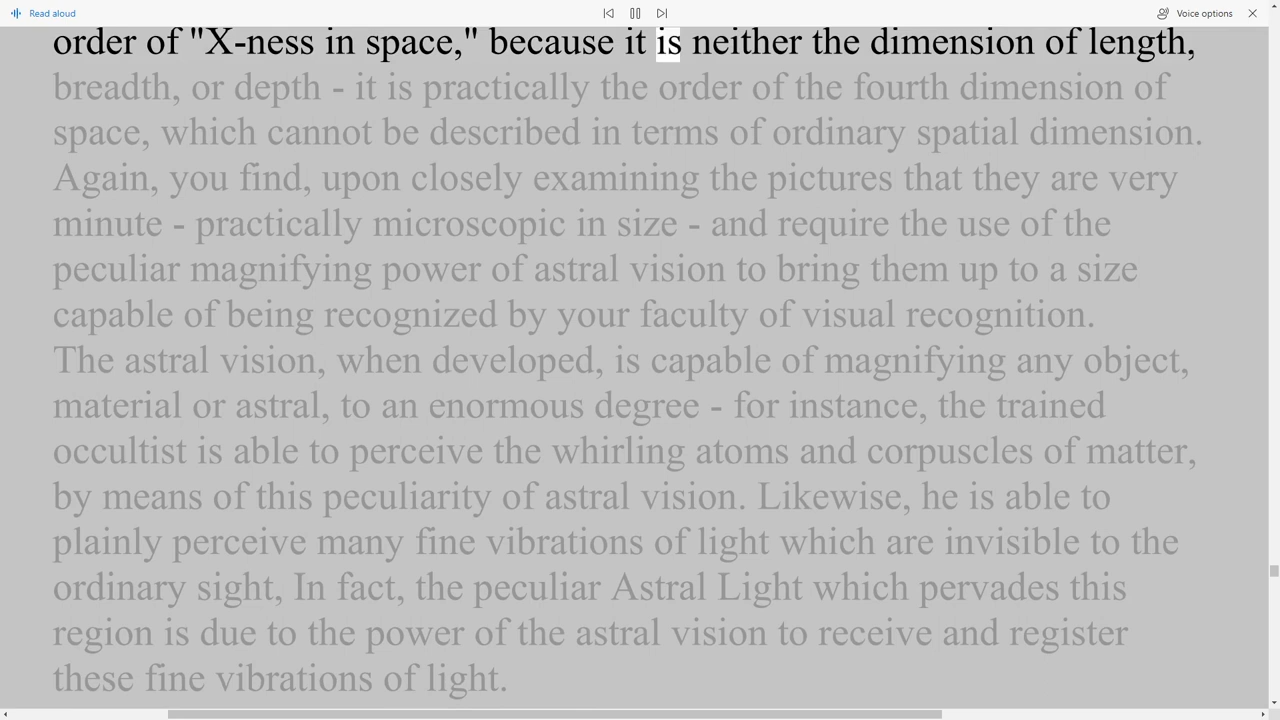 Read aloud
Voice options
order of "X-ness in space," because it is neither the dimension of length,
breadth, or depth - it is practically the order of the fourth dimension of
space, which cannot be described in terms of ordinary spatial dimension.
Again, you find, upon closely examining the pictures that they are very
minute - practically microscopic in size - and require the use of the
peculiar magnifying power of astral vision to bring them up to a size
capable of being recognized by your faculty of visual recognition.
The astral vision, when developed, is capable of magnifying any object,
material or astral, to an enormous degree - for instance, the trained
occultist is able to perceive the whirling atoms and corpuscles of matter,
by means of this peculiarity of astral vision. Likewise, he is able to
plainly perceive many fine vibrations of light which are invisible to the
ordinary sight, In fact, the peculiar Astral Light which pervades this
region is due to the power of the astral vision to receive and register
these fine vibrations of light.